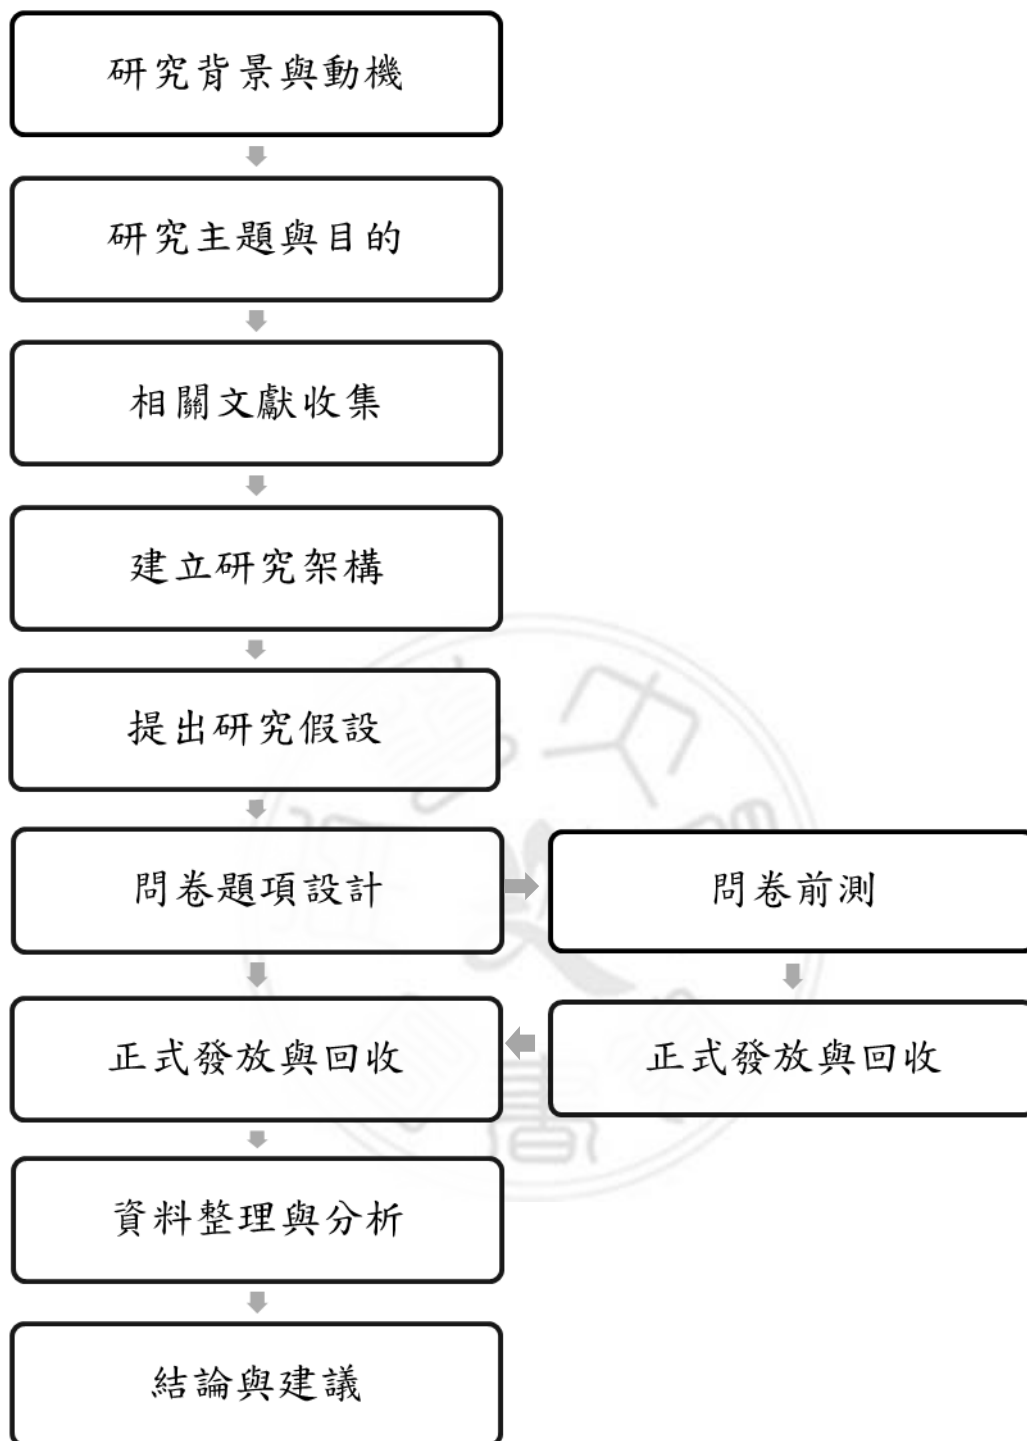 研究背景與動機
研究主題與目的
相關文獻收集
建立研究架構
提出研究假設
問卷題項設計
問卷前測
正式發放與回收
正式發放與回收
資料整理與分析
結論與建議